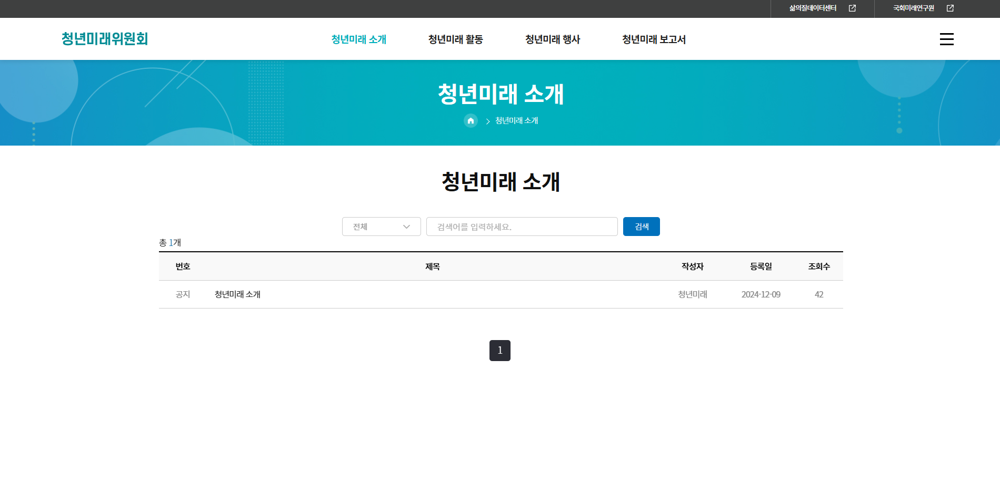 삶의질데이터센터 국회미래연구원
청년미래위원회 청년미래 소개 청년미래 활동 청년미래 행사 청년미래 보고서
청년미래 소개
청년미래 소개
청년미래 소개
전체 검색어를 입력하세요. 검색
총 1개
번호 제목 작성자 등록일 조회수
공지 청년미래 소개 청년미래 2024-12-09 42
1